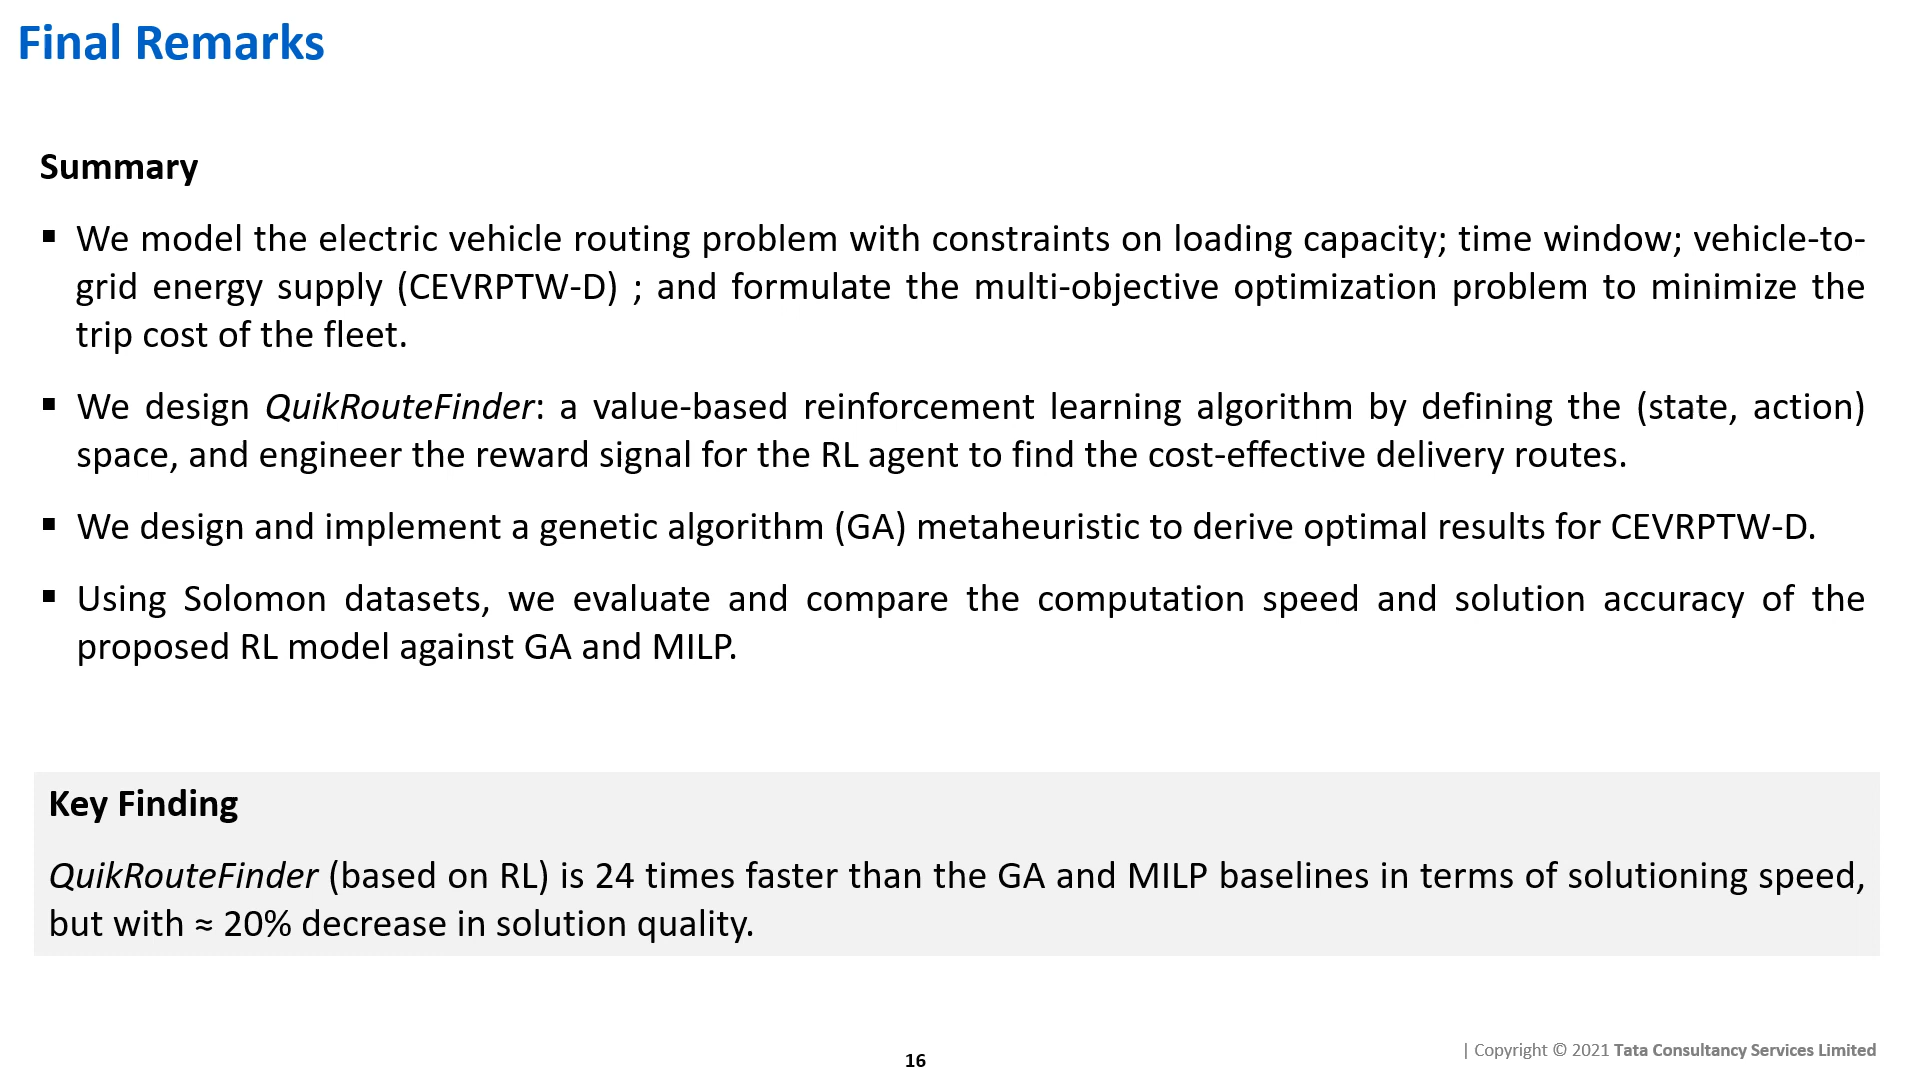 Final Remarks
Summary
▪ We model the electric vehicle routing problem with constraints on loading capacity; time window; vehicle-to-
grid energy supply (CEVRPTW-D) ; and formulate the multi-objective optimization problem to minimize the
trip cost of the fleet.
▪ We design QuikRouteFinder: a value-based reinforcement learning algorithm by defining the (state, action)
space, and engineer the reward signal for the RL agent to find the cost-effective delivery routes.
▪ We design and implement a genetic algorithm (GA) metaheuristic to derive optimal results for CEVRPTW-D.
▪ Using Solomon datasets, we evaluate and compare the computation speed and solution accuracy of the
proposed RL model against GA and MILP.
Key Finding
QuikRouteFinder (based on RL) is 24 times faster than the GA and MILP baselines in terms of solutioning speed,
but with ≈ 20% decrease in solution quality.
16
| Copyright © 2021 Tata Consultancy Services Limited